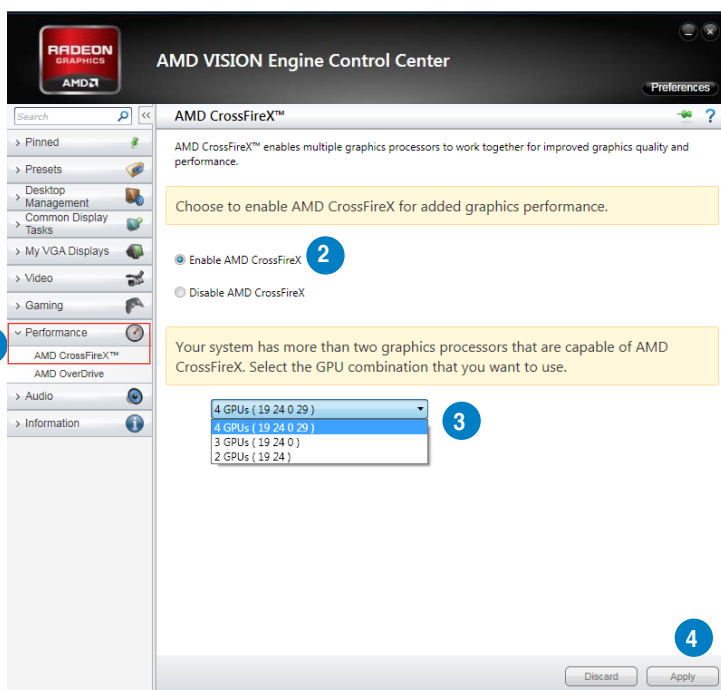 RADEON
GRAPHICS
AMD
AMD VISION Engine Control Center
Preferences
Search
<<
AMD CrossFireX™
?
> Pinned
> Presets
> Desktop
Management
> Common Display
Tasks
> My VGA Displays
> Video
> Gaming
Performance
AMD CrossFireX™
AMD OverDrive
> Audio
> Information
AMD CrossFireX™ enables multiple graphics processors to work together for improved graphics quality and
performance.
Choose to enable AMD CrossFireX for added graphics performance.
Enable AMD CrossFireX
2
Disable AMD CrossFireX
Your system has more than two graphics processors that are capable of AMD
CrossFireX. Select the GPU combination that you want to use.
4 GPUs ( 19 24 0 29 )
4 GPUs ( 19 24 0 29 )
3 GPUs ( 19 24 0 )
2 GPUs ( 19 24 )
3
4
Discard
Apply